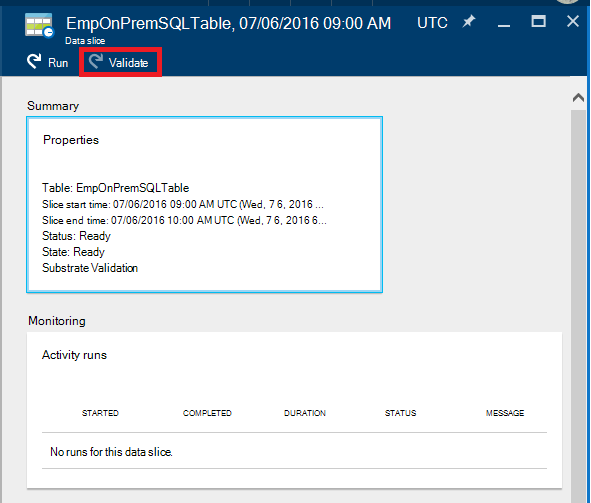 EmpOnPremSQLTable, 07/06/2016 09:00 AM UTC
Data slice
Run Validate
Summary
Properties
Table: EmpOnPremSQLTable
Slice start time: 07/06/2016 09:00 AM UTC (Wed, 7 6, 2016 ...
Slice end time: 07/06/2016 10:00 AM UTC (Wed, 7 6, 2016 6...
Status: Ready
State: Ready
Substrate Validation
Monitoring
Activity runs
STARTED COMPLETED DURATION STATUS MESSAGE
No runs for this data slice.